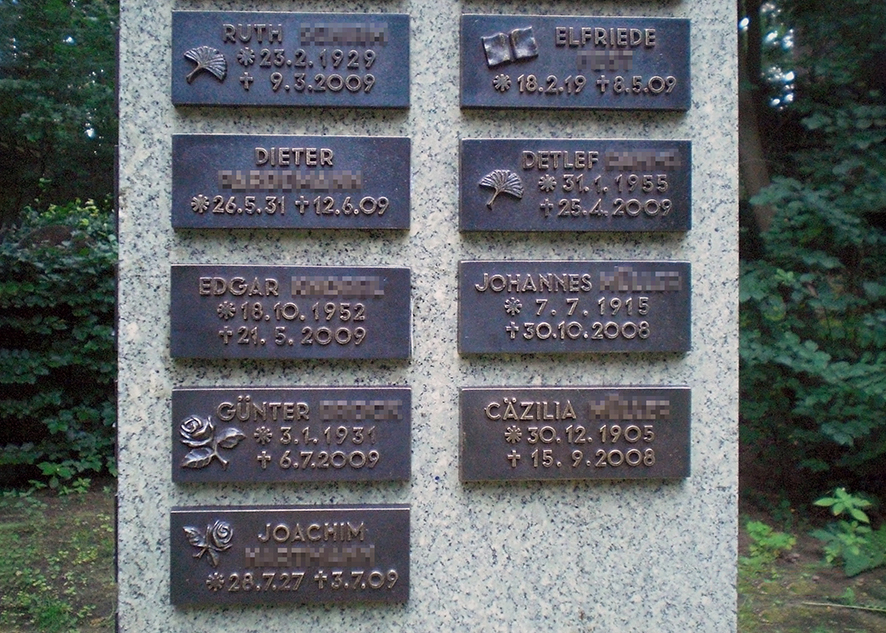 RUTH
✻23.2.1929
✝ 9.3.2009
ELFRIEDE
✻18.2.19 ✝8.5.09
DIETER
✻26.5.31 ✝12.6.09
DETLEF
✻31.1.1955
✝25.4.2009
EDGAR
✻18.10.1952
✝21.5.2009
JOHANNES
✻ 7. 7. 1915
✝30.10.2008
GÜNTER
✻3.1.1931
✝6.7.2009
CÄZILIA
✻30.12.1905
✝15.9.2008
JOACHIM
✻28.7.27 ✝3.7.09